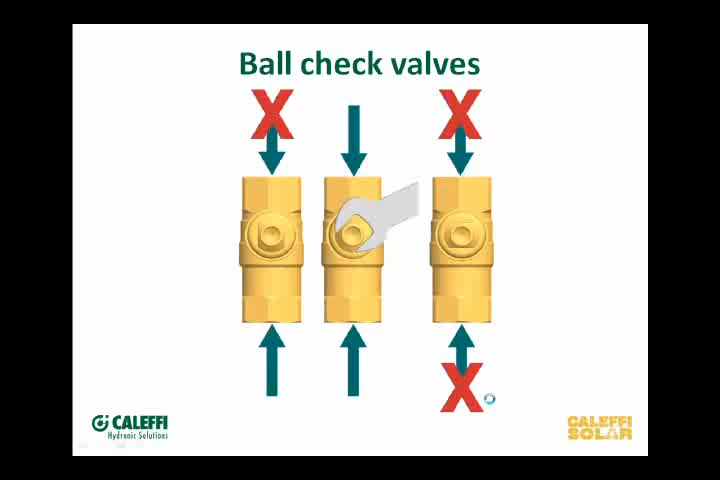 Ball check valves
X X
X
CALEFFI
Hydronic Solutions
CALEFFI
SOLAR